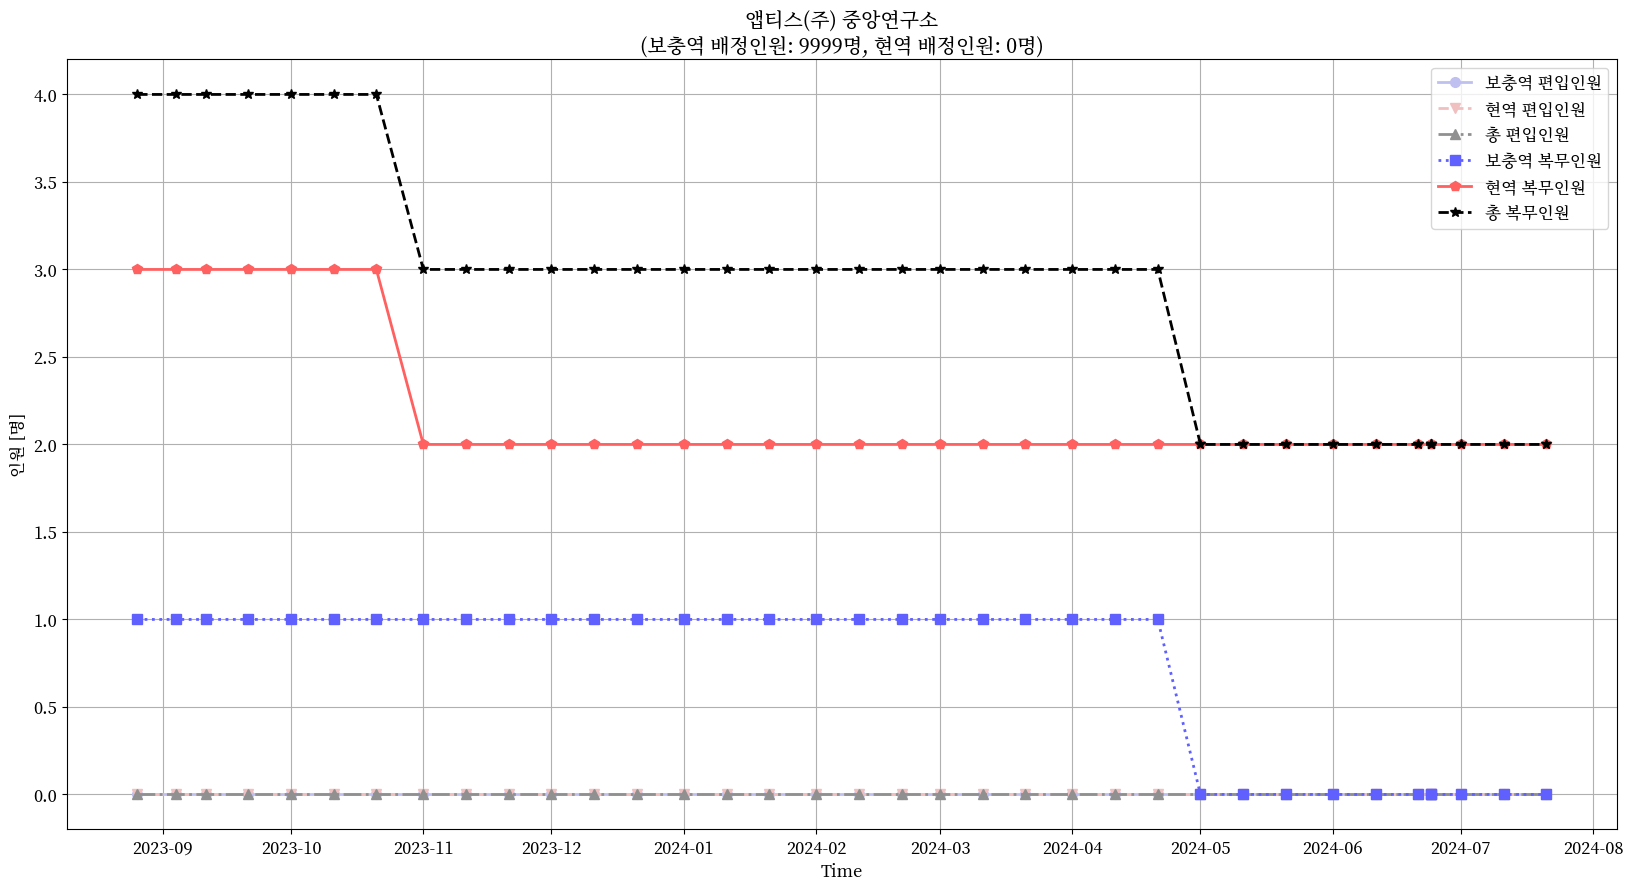 앱티스(주) 중앙연구소
(보충역 배정인원: 9999명, 현역 배정인원: 0명)
보충역 편입인원
현역 편입인원
총 편입인원
보충역 복무인원
현역 복무인원
총 복무인원
인원 [명]
4.0
3.5
3.0
2.5
2.0
1.5
1.0
0.5
0.0
2023-09
2023-10
2023-11
2023-12
2024-01
2024-02
2024-03
2024-04
2024-05
2024-06
2024-07
2024-08
Time